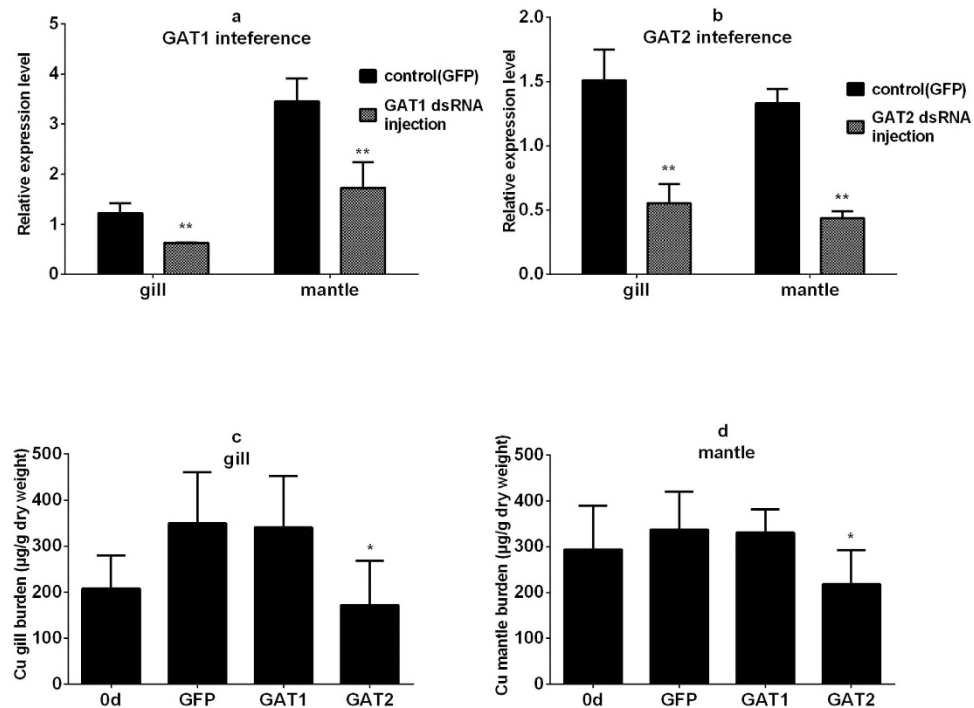 a
GAT1 inteference
Relative expression level
5
4
3
2
1
0
control(GFP)
GAT1 dsRNA
injection
**
**
gill
mantle
b
GAT2 inteference
Relative expression level
2.0
1.5
1.0
0.5
0.0
control(GFP)
GAT2 dsRNA
injection
**
**
gill
mantle
c
gill
Cu gill burden (µg/g dry weight)
500
400
300
200
100
0
*
0d
GFP
GAT1
GAT2
d
mantle
Cu mantle burden (µg/g dry weight)
500
400
300
200
100
0
*
0d
GFP
GAT1
GAT2